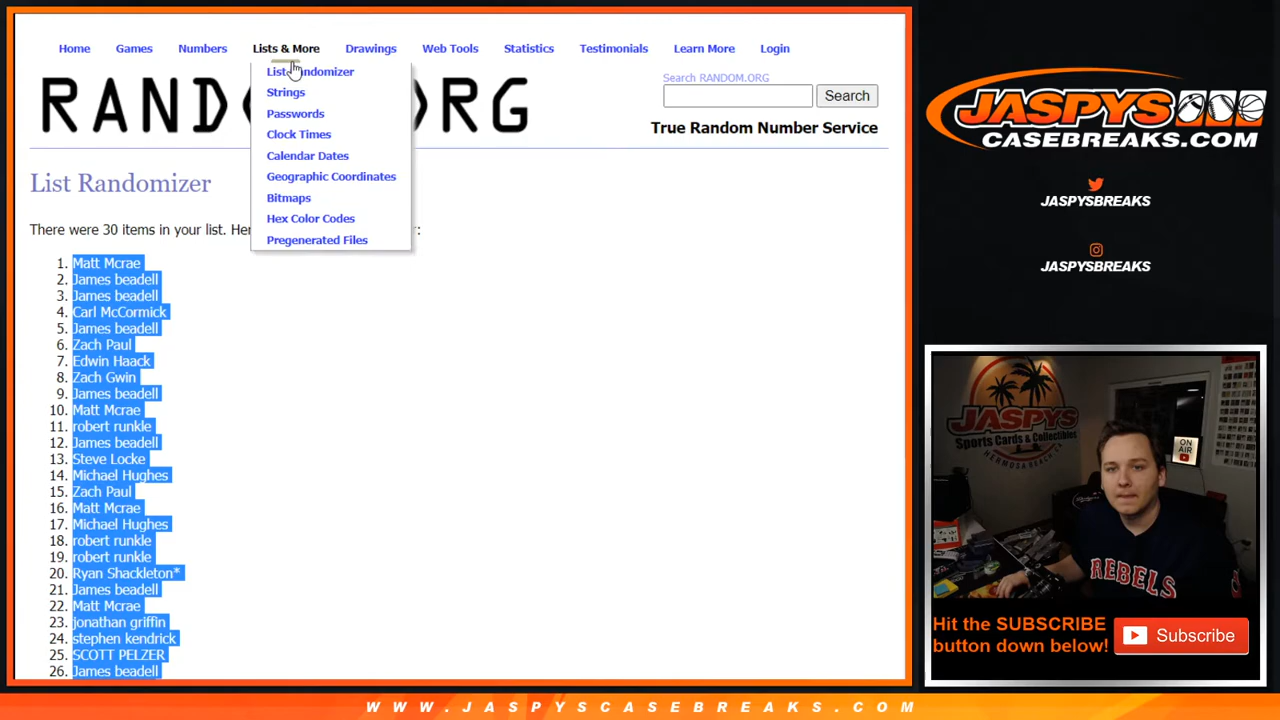 Home Games Numbers Lists & More Drawings Web Tools Statistics Testimonials Learn More Login
List Randomizer
Strings
Passwords
Clock Times
Calendar Dates
Geographic Coordinates
Bitmaps
Hex Color Codes
Pregenerated Files
RAND ORG
Search RANDOM.ORG
Search
True Random Number Service
List Randomizer
There were 30 items in your list. Her :
1. Matt Mcrae
2. James beadell
3. James beadell
4. Carl McCormick
5. James beadell
6. Zach Paul
7. Edwin Haack
8. Zach Gwin
9. James beadell
10. Matt Mcrae
11. robert runkle
12. James beadell
13. Steve Locke
14. Michael Hughes
15. Zach Paul
16. Matt Mcrae
17. Michael Hughes
18. robert runkle
19. robert runkle
20. Ryan Shackleton*
21. James beadell
22. Matt Mcrae
23. jonathan griffin
24. stephen kendrick
25. SCOTT PELZER
26. James beadell
JASPYS
CASEBREAKS.COM
JASPYSBREAKS
JASPYSBREAKS
JASPYS
Sports Cards & Collectibles
HERMOSA BEACH, CA
ON
AIR
REBELS
Hit the SUBSCRIBE
button down below!
Subscribe
WWW.JASPYSCASEBREAKS.COM